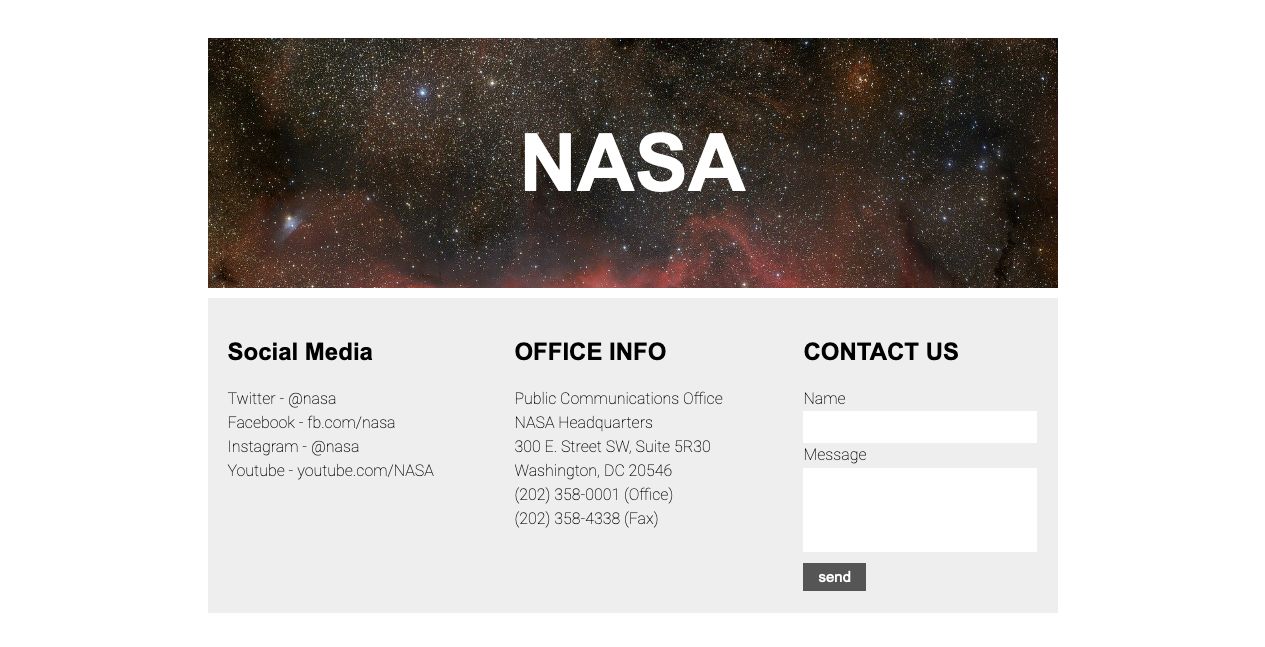 NASA
Social Media
Twitter - @nasa
Facebook - fb.com/nasa
Instagram - @nasa
Youtube - youtube.com/NASA
OFFICE INFO
Public Communications Office
NASA Headquarters
300 E. Street SW, Suite 5R30
Washington, DC 20546
(202) 358-0001 (Office)
(202) 358-4338 (Fax)
CONTACT US
Name
Message
send